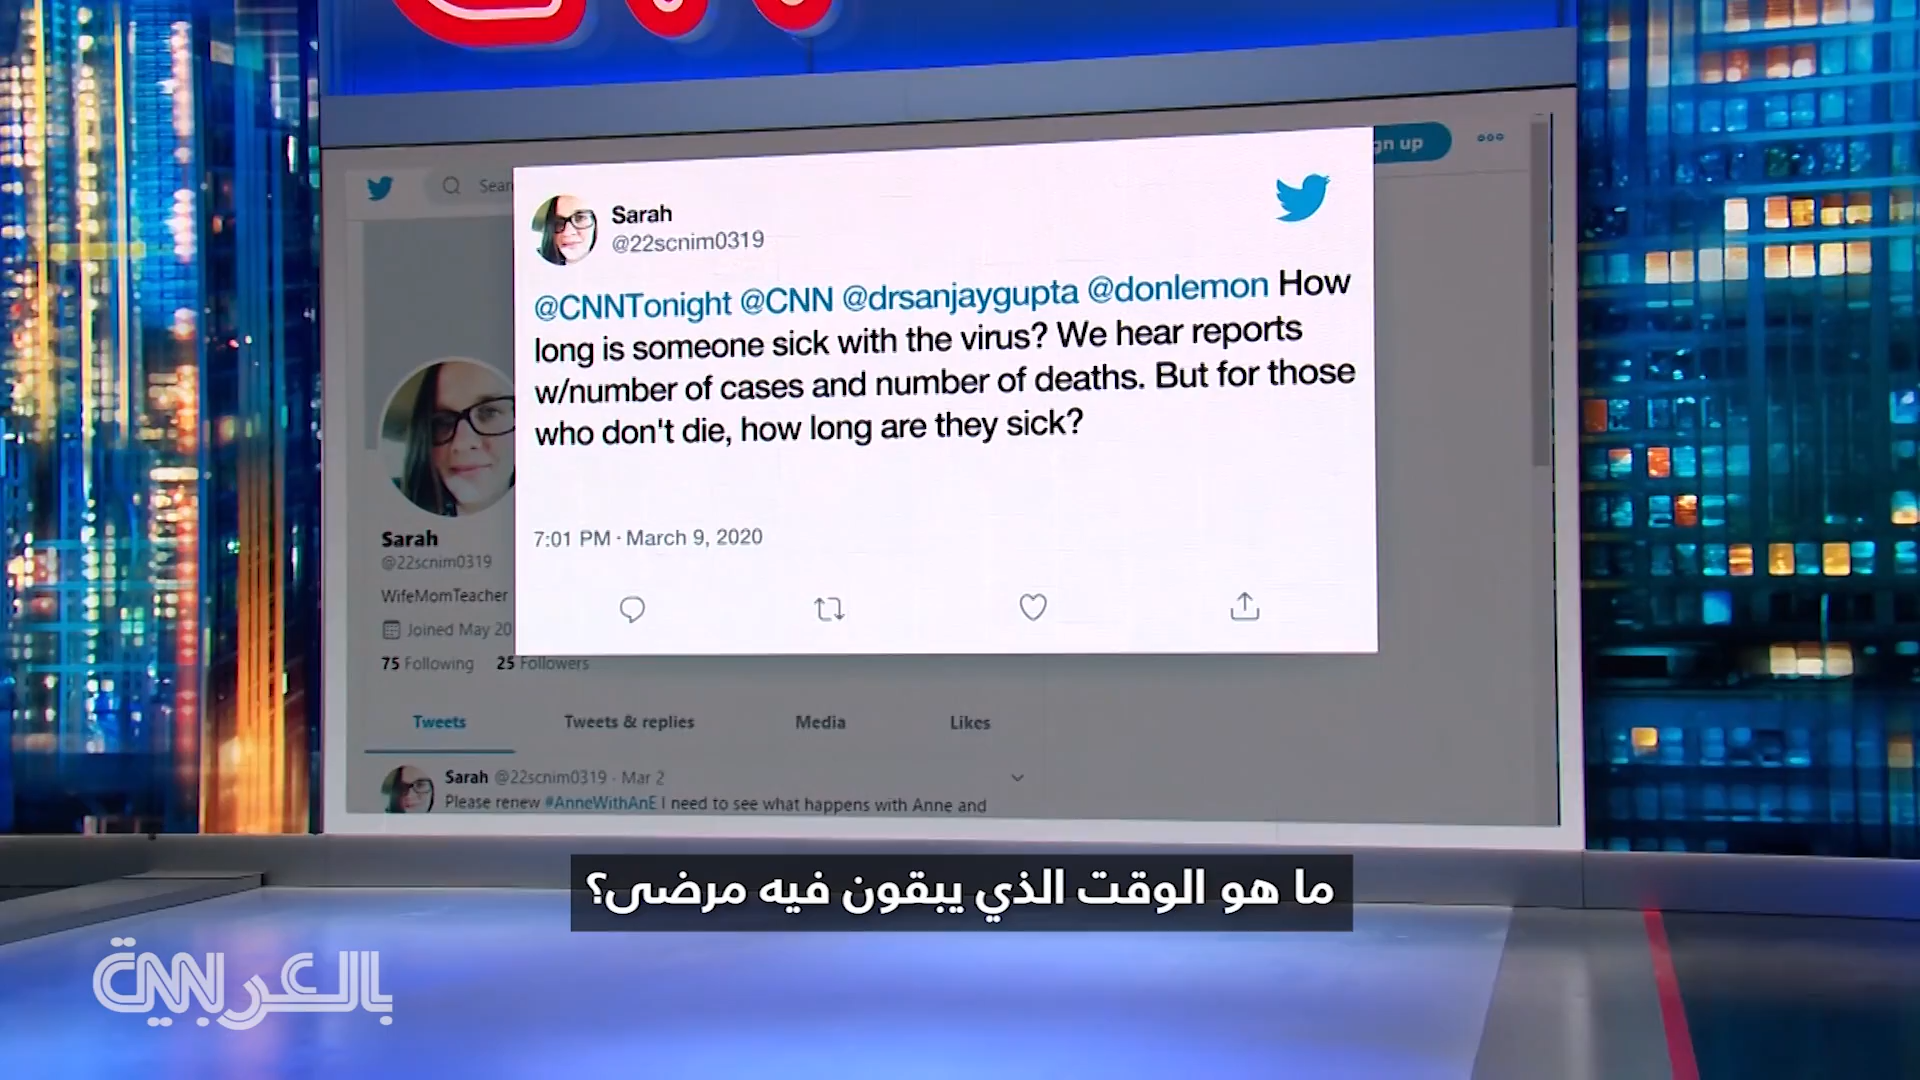 CNN
gn up
Sear
Sarah
@22scnim0319
@CNNTonight @CNN @drsanjaygupta @donlemon How
long is someone sick with the virus? We hear reports
w/number of cases and number of deaths. But for those
who don't die, how long are they sick?
7:01 PM · March 9, 2020
Sarah
@22scnim0319
WifeMomTeacher
Joined May 20
75 Following 25 Followers
Tweets Tweets & replies Media Likes
Sarah @22scnim0319 · Mar 2
Please renew #AnneWithAnE I need to see what happens with Anne and
ما هو الوقت الذي يبقون فيه مرضى؟
CNN بالعربية